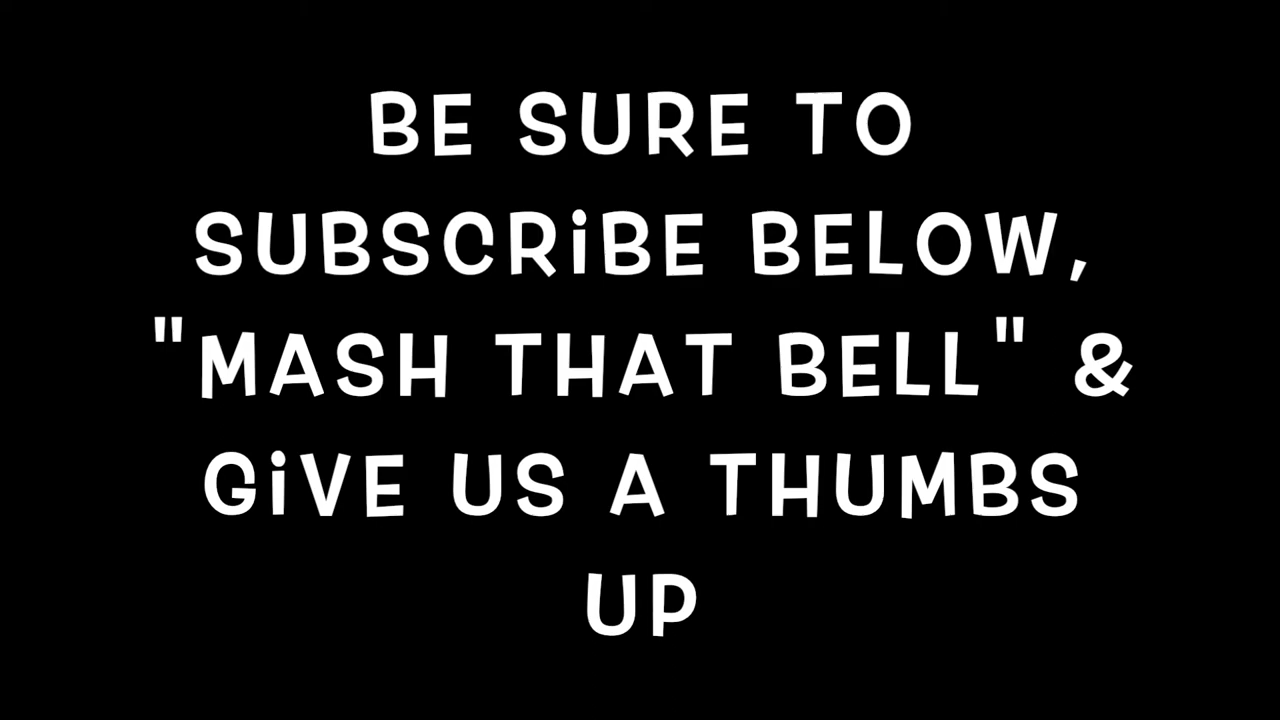 BE SURE TO
SUBSCRiBE BELOW,
"MASH THAT BELL" &
GiVE US A THUMBS
UP